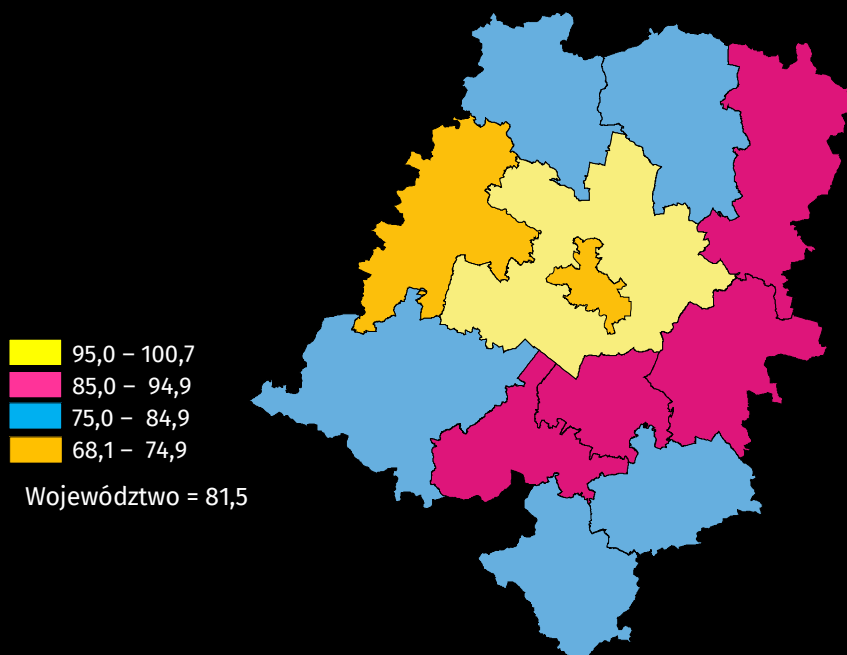 95,0 – 100,7
85,0 – 94,9
75,0 – 84,9
68,1 – 74,9
Województwo = 81,5